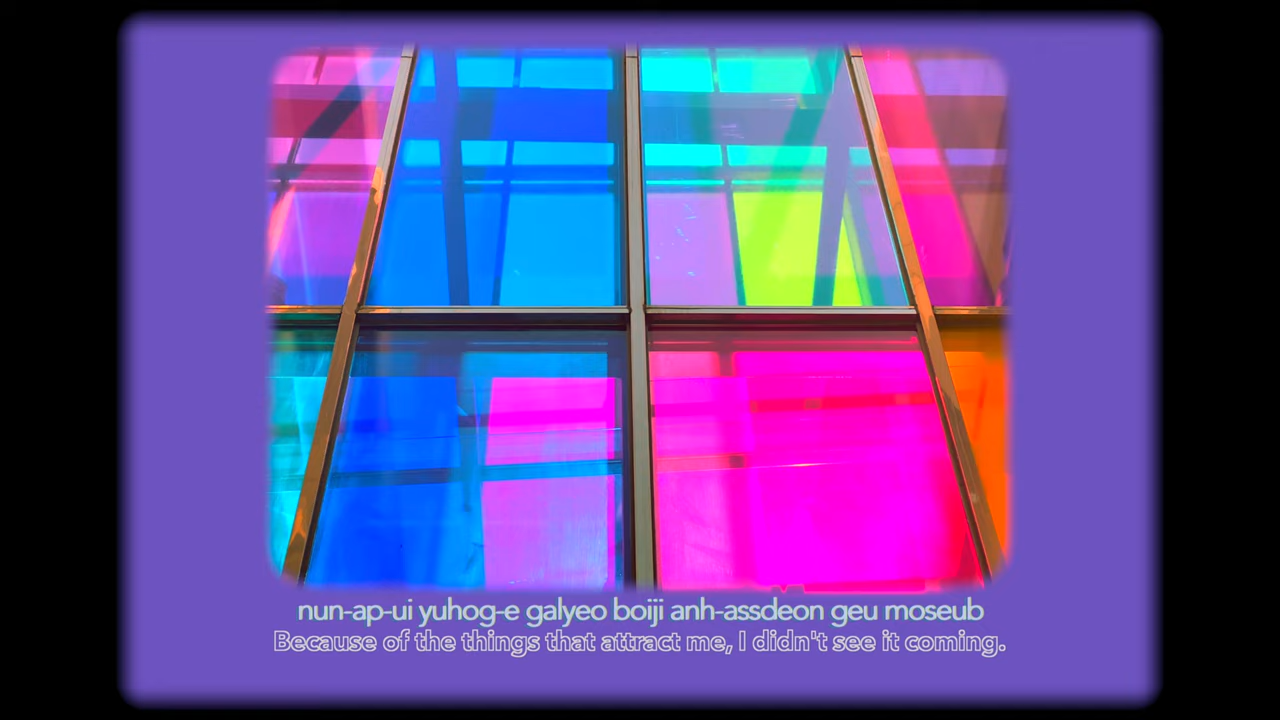 nun-ap-ui yuhog-e galyeo boiji anh-assdeon geu moseub
Because of the things that attract me, I didn't see it coming.